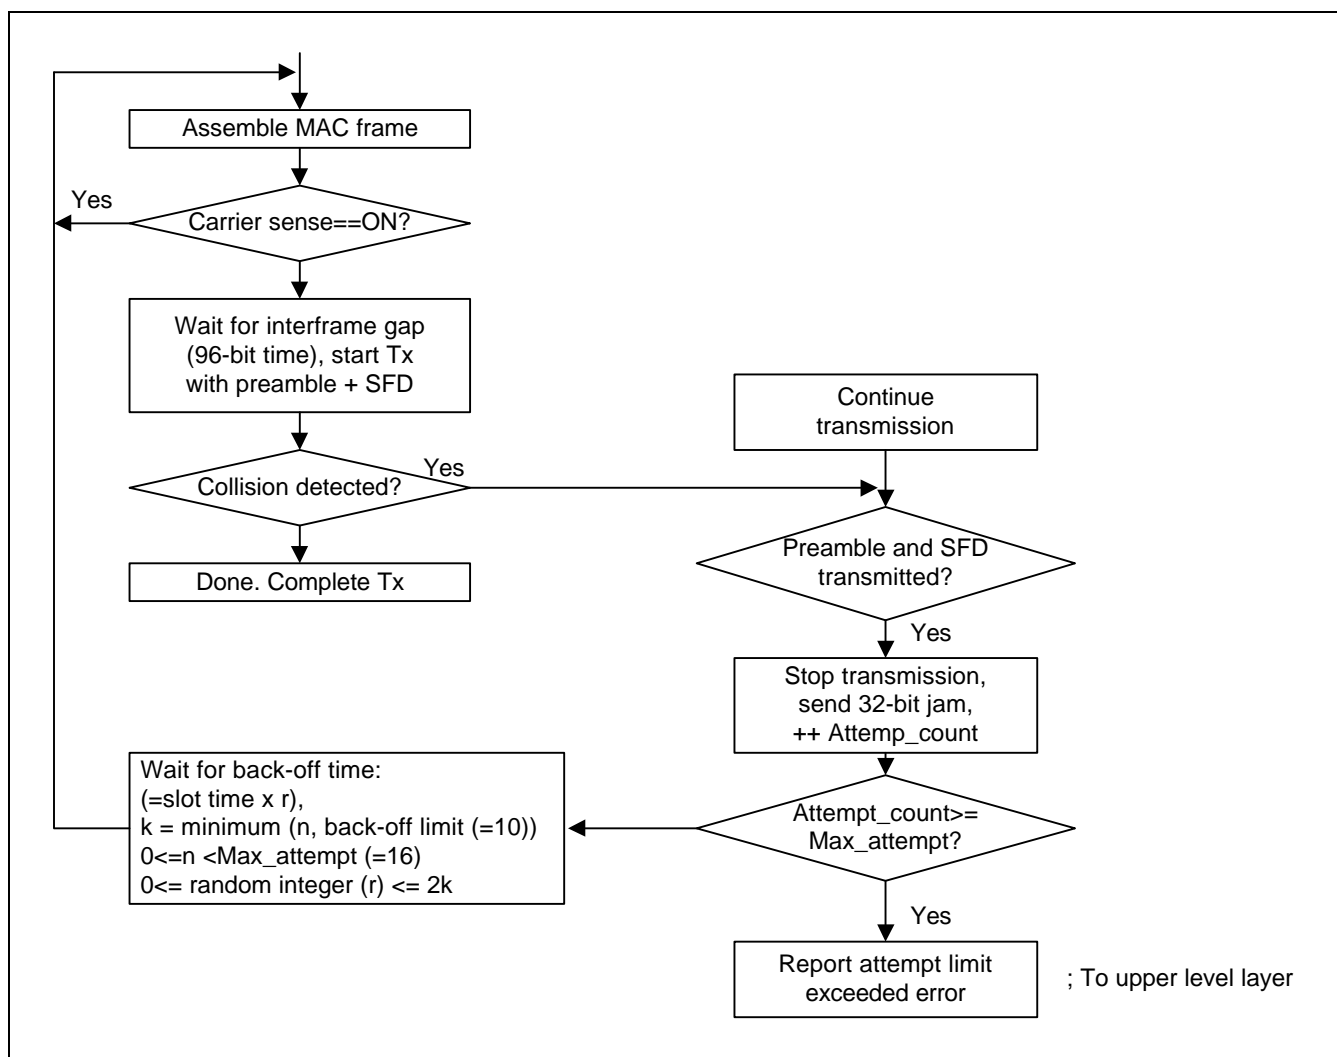 Assemble MAC frame
Yes
Carrier sense==ON?
Wait for interframe gap
(96-bit time), start Tx
with preamble + SFD
Continue
transmission
Yes
Collision detected?
Preamble and SFD
transmitted?
Done. Complete Tx
Yes
Stop transmission,
send 32-bit jam,
++ Attemp_count
Wait for back-off time:
(=slot time x r),
k = minimum (n, back-off limit (=10))
0<=n <Max_attempt (=16)
0<= random integer (r) <= 2k
Attempt_count>=
Max_attempt?
Yes
Report attempt limit
exceeded error
; To upper level layer